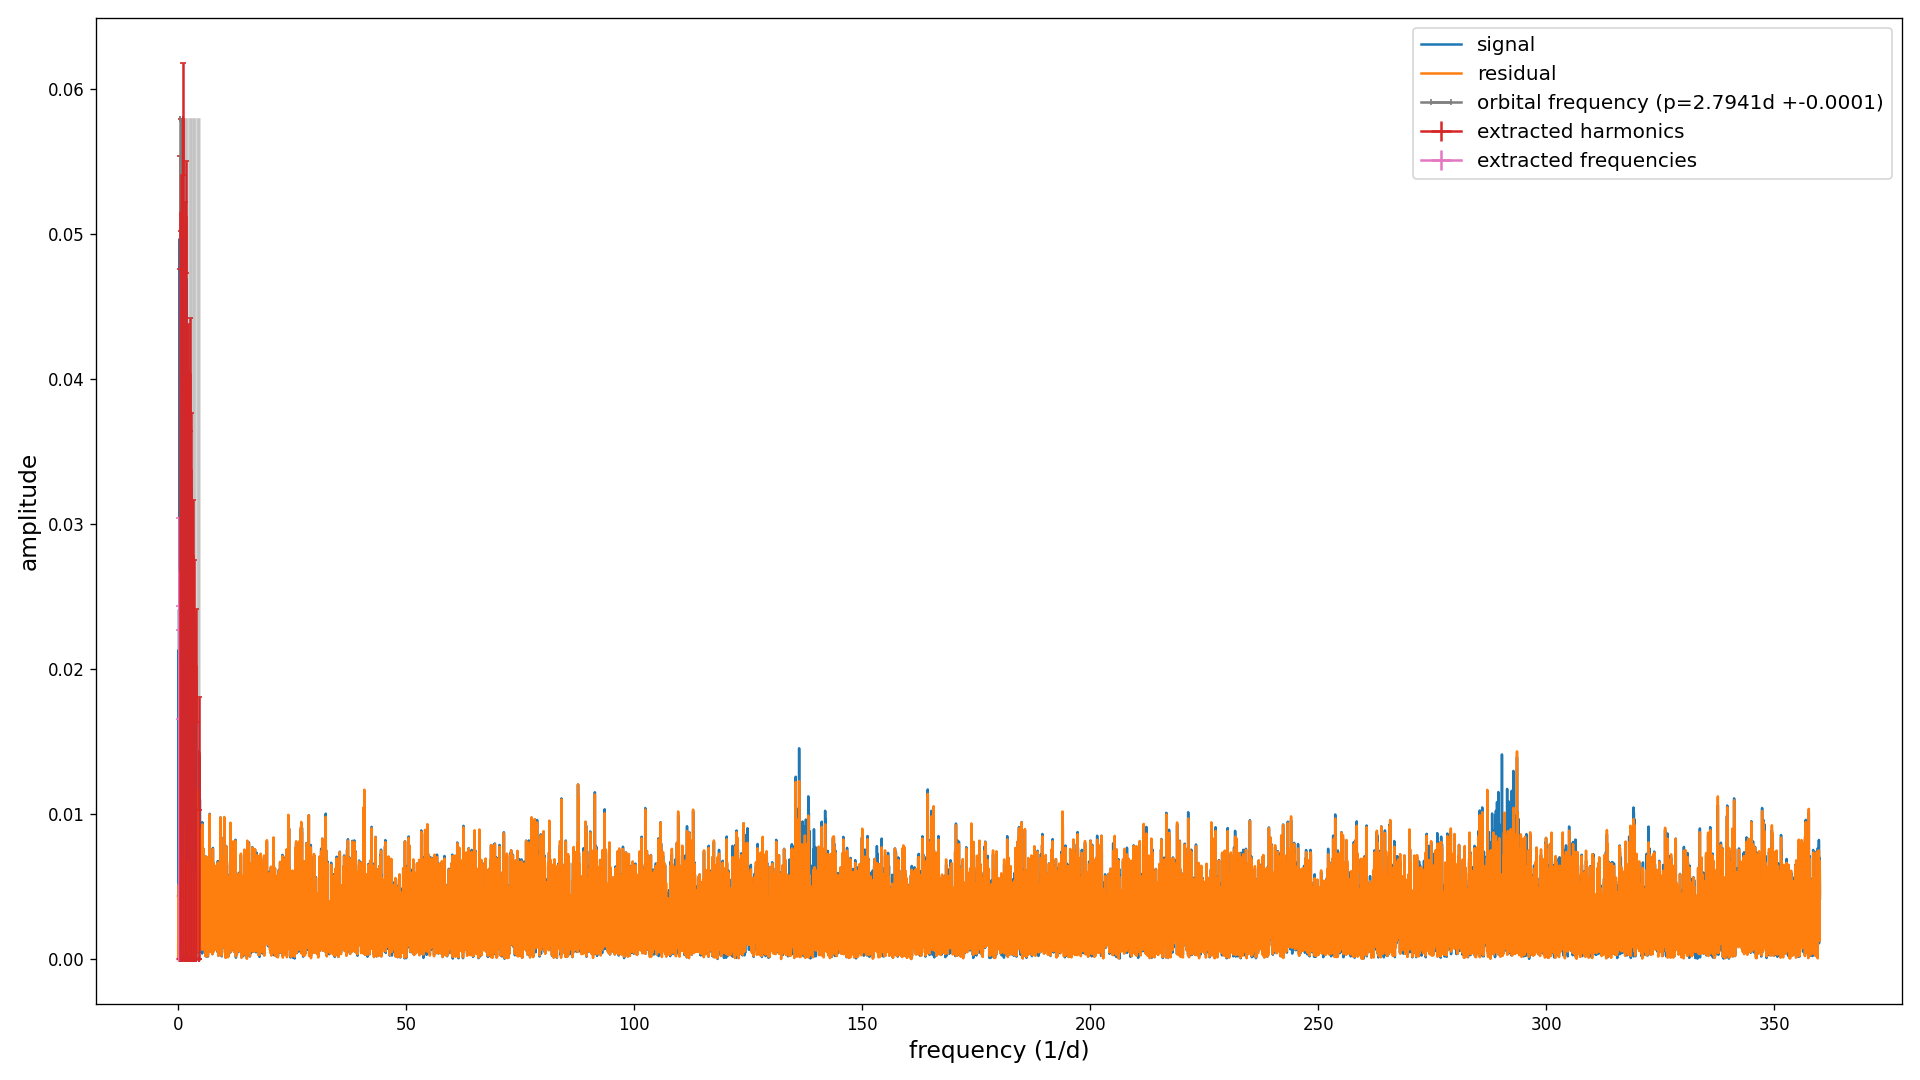 signal
residual
orbital frequency (p=2.7941d +-0.0001)
extracted harmonics
extracted frequencies
0.06
0.05
0.04
0.03
0.02
0.01
0.00
amplitude
0 50 100 150 200 250 300 350
frequency (1/d)